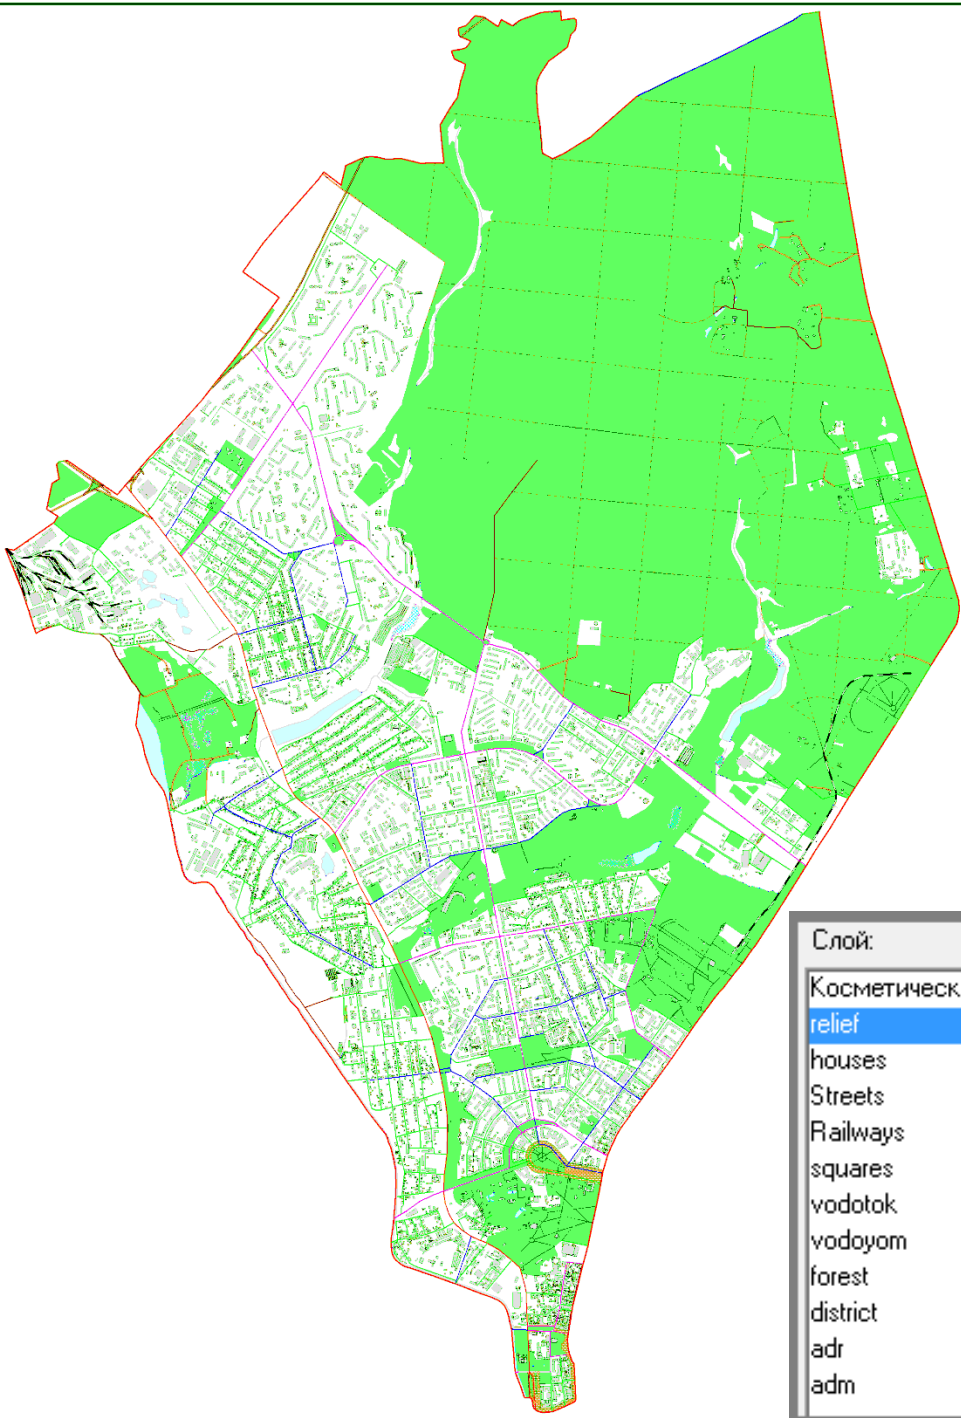 Слой:
Косметическ
relief
houses
Streets
Railways
squares
vodotok
vodoyom
forest
district
adr
adm